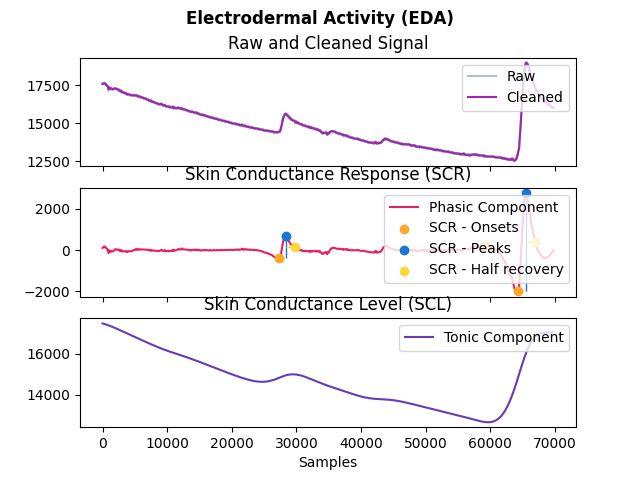 Electrodermal Activity (EDA)
Raw and Cleaned Signal
17500
15000
12500
Raw
Cleaned
Skin Conductance Response (SCR)
2000
0
−2000
Phasic Component
SCR - Onsets
SCR - Peaks
SCR - Half recovery
Skin Conductance Level (SCL)
16000
14000
Tonic Component
0 10000 20000 30000 40000 50000 60000 70000
Samples